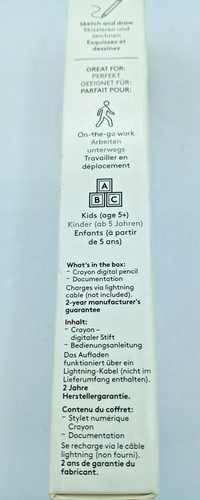 Sketch and draw
Skizzieren und
zeichnen
Esquissez et
dessinez
GREAT FOR:
PERFEKT
GEEIGNET FÜR:
PARFAIT POUR:
On-the-go work
Arbeiten
unterwegs
Travailler en
déplacement
A
B C
Kids (age 5+)
Kinder (ab 5 Jahren)
Enfants (à partir
de 5 ans)
What's in the box:
– Crayon digital pencil
– Documentation
Charges via lightning
cable (not included).
2-year manufacturer's
guarantee
Inhalt:
– Crayon –
digitaler Stift
– Bedienungsanleitung
Das Aufladen
funktioniert über ein
Lightning-Kabel (nicht im
Lieferumfang enthalten).
2 Jahre
Herstellergarantie.
Contenu du coffret:
– Stylet numérique
Crayon
– Documentation
Se recharge via le câble
lightning (non fourni).
2 ans de garantie du
fabricant.